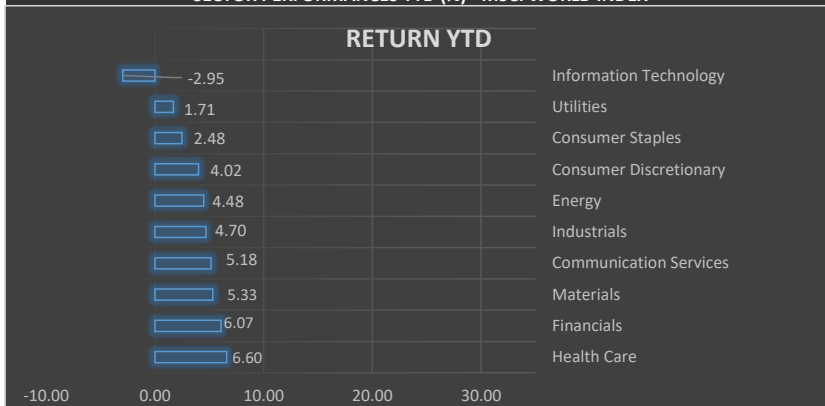 RETURN YTD
-2.95 Information Technology
1.71 Utilities
2.48 Consumer Staples
4.02 Consumer Discretionary
4.48 Energy
4.70 Industrials
5.18 Communication Services
5.33 Materials
6.07 Financials
6.60 Health Care
-10.00 0.00 10.00 20.00 30.00